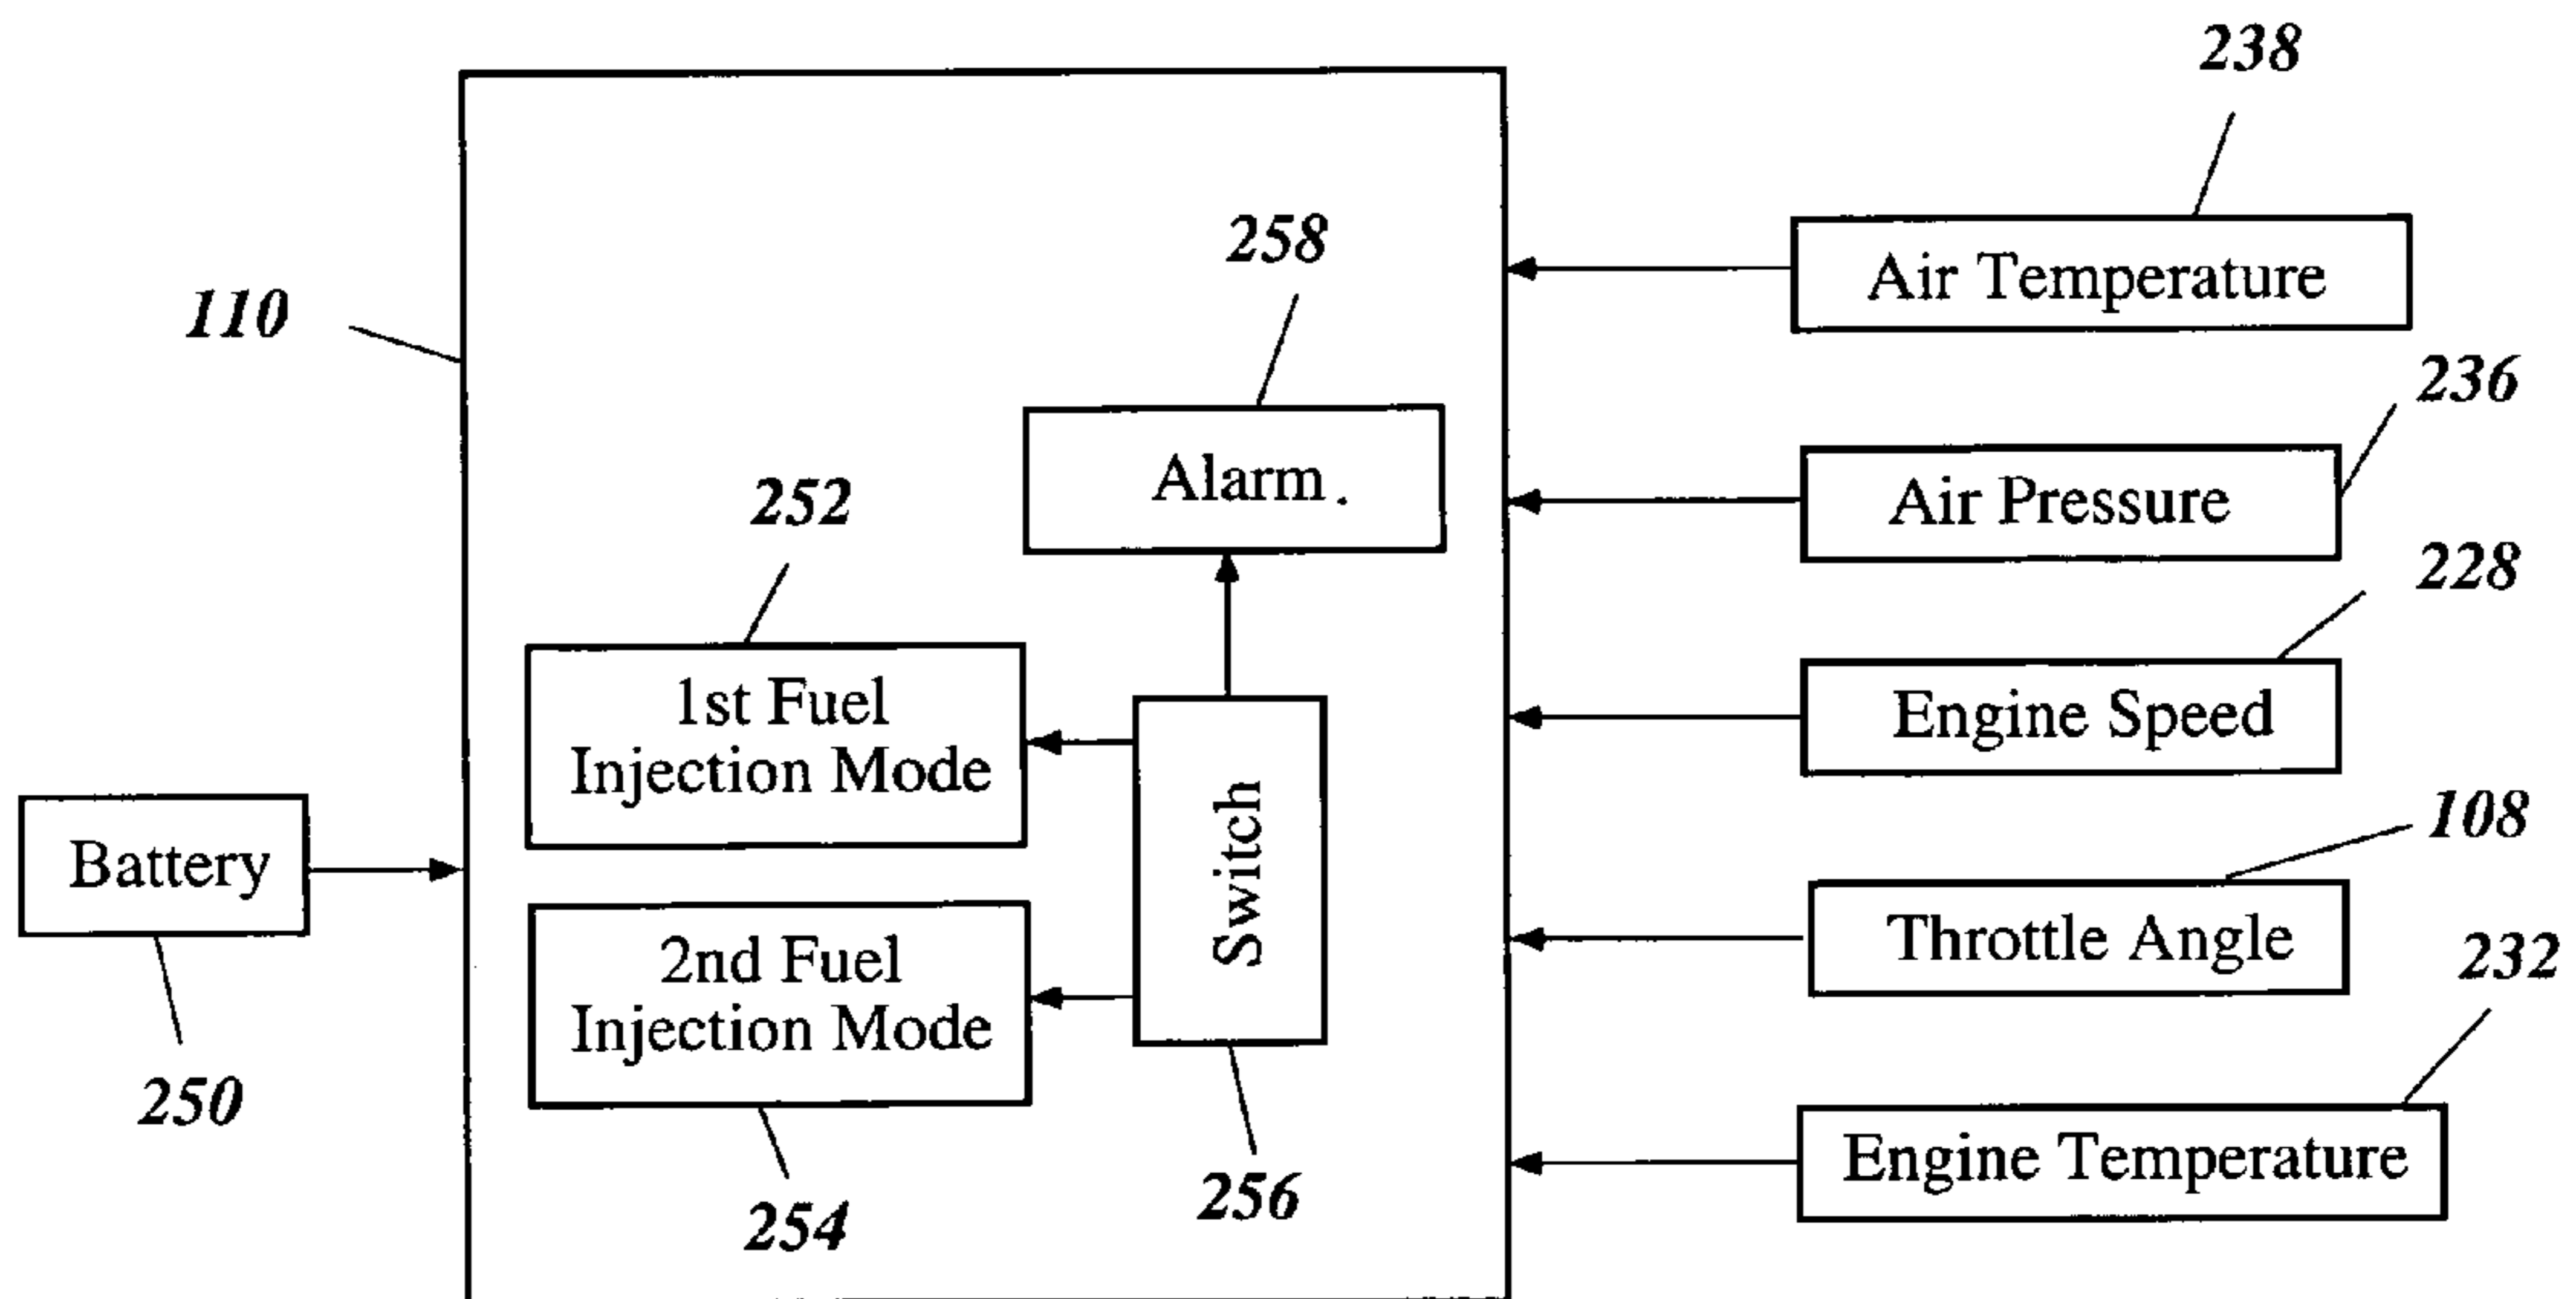 238
110
258
Air Temperature
236
Alarm.
252
Air Pressure
228
1st Fuel
Injection Mode
Engine Speed
Battery
Switch
108
2nd Fuel
Injection Mode
Throttle Angle
232
250
254
256
Engine Temperature